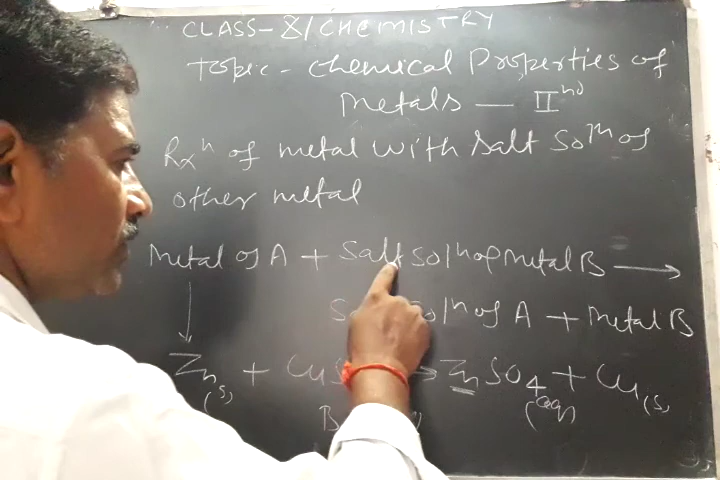 CLASS-X/CHEMISTRY
Topic - Chemical Properties of
Metals — IInd
Rxn of metal with salt Soln of
other metal
Metal of A + Salt Soln of Metal B →
Soln of A + Metal B
Zn(s) + CuS → ZnSO4(aq) + Cu(s)
B